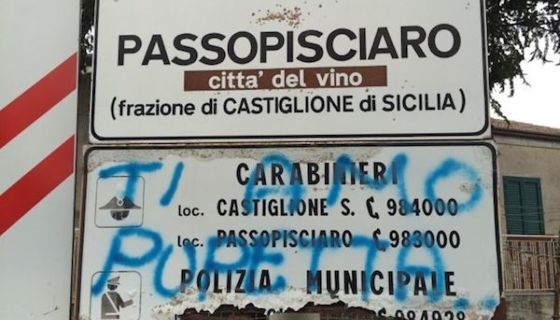 PASSOPISCIARO
citta' del vino
(frazione di CASTIGLIONE di SICILIA)
CARABINIERI
loc. CASTIGLIONE S. 984000
loc. PASSOPISCIARO 983000
POLIZIA MUNICIPALE
984028
TI AMO
PUPETTA